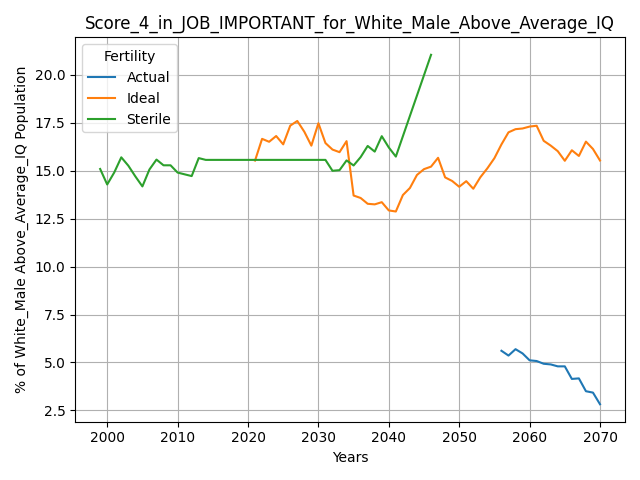 Score_4_in_JOB_IMPORTANT_for_White_Male_Above_Average_IQ
% of White_Male Above_Average_IQ Population
20.0
17.5
15.0
12.5
10.0
7.5
5.0
2.5
Fertility
Actual
Ideal
Sterile
2000 2010 2020 2030 2040 2050 2060 2070
Years